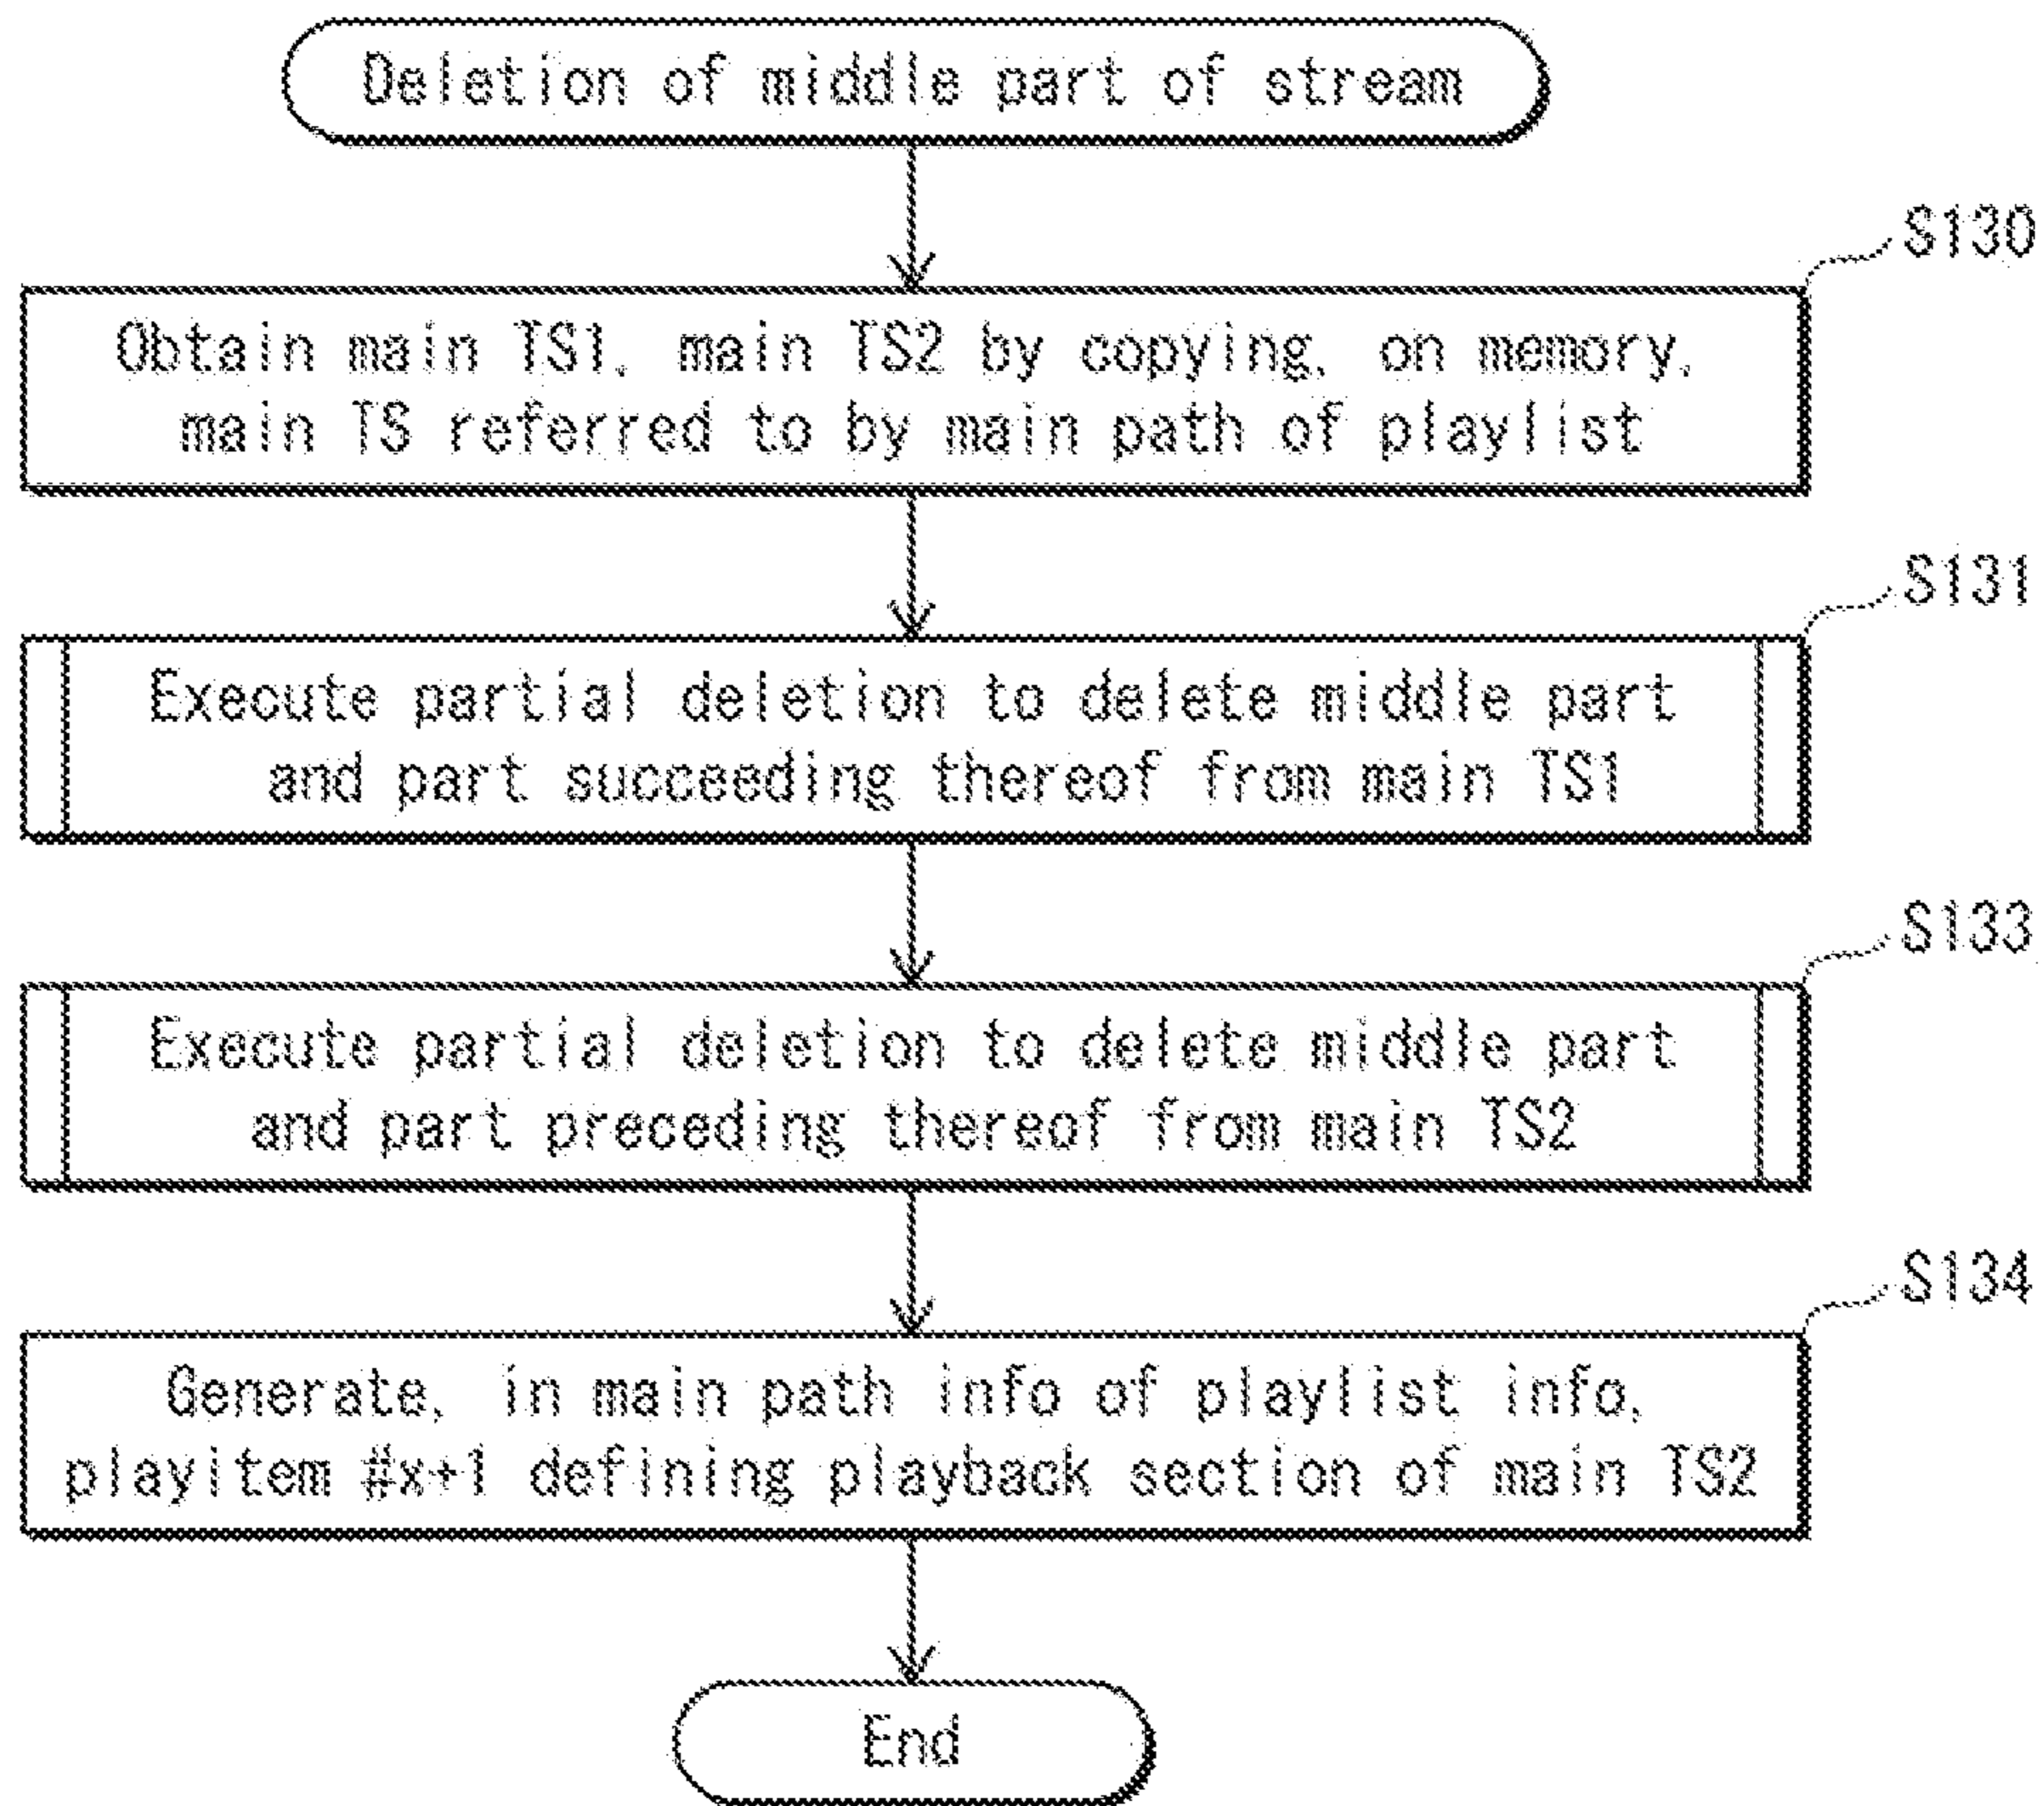 Deletion of middle part of stream
S130
Obtain main TS1, main TS2 by copying, on memory,
main TS referred to by main path of playlist
S131
Execute partial deletion to delete middle part
and part succeeding thereof from main TS1
S133
Execute partial deletion to delete middle part
and part preceding thereof from main TS2
S134
Generate, in main path info of playlist info,
playitem #x+1 defining playback section of main TS2
End